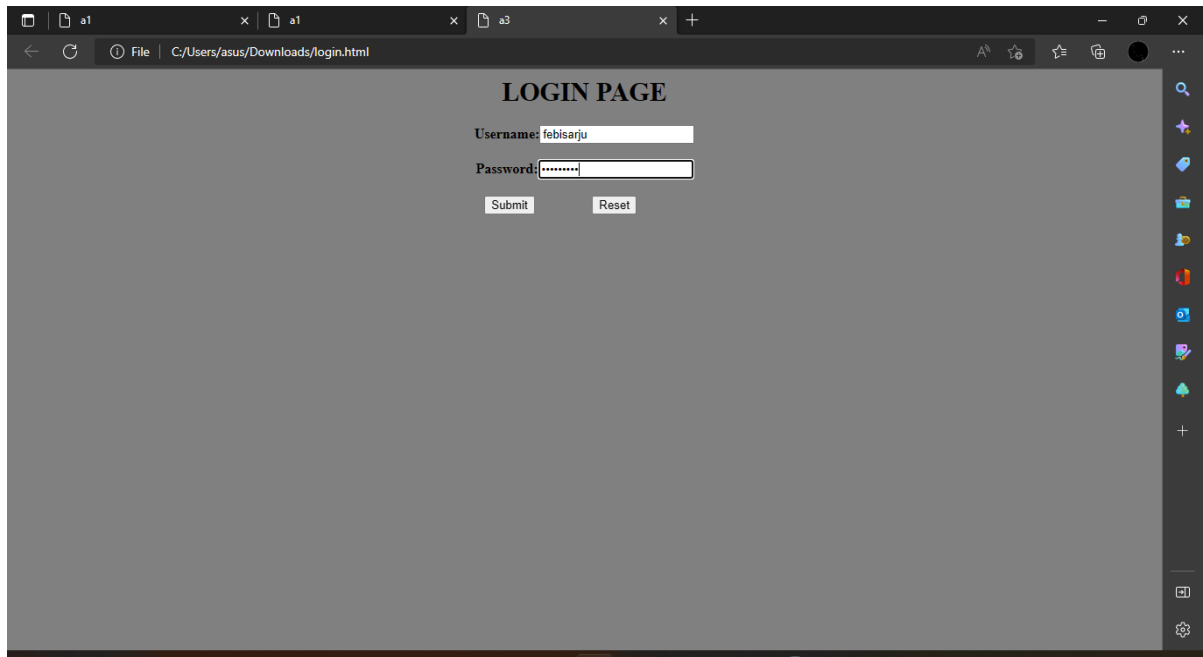 a1
a1
a3
File
C:/Users/asus/Downloads/login.html
LOGIN PAGE
Username: febisarju
Password: •••••••••
Submit Reset